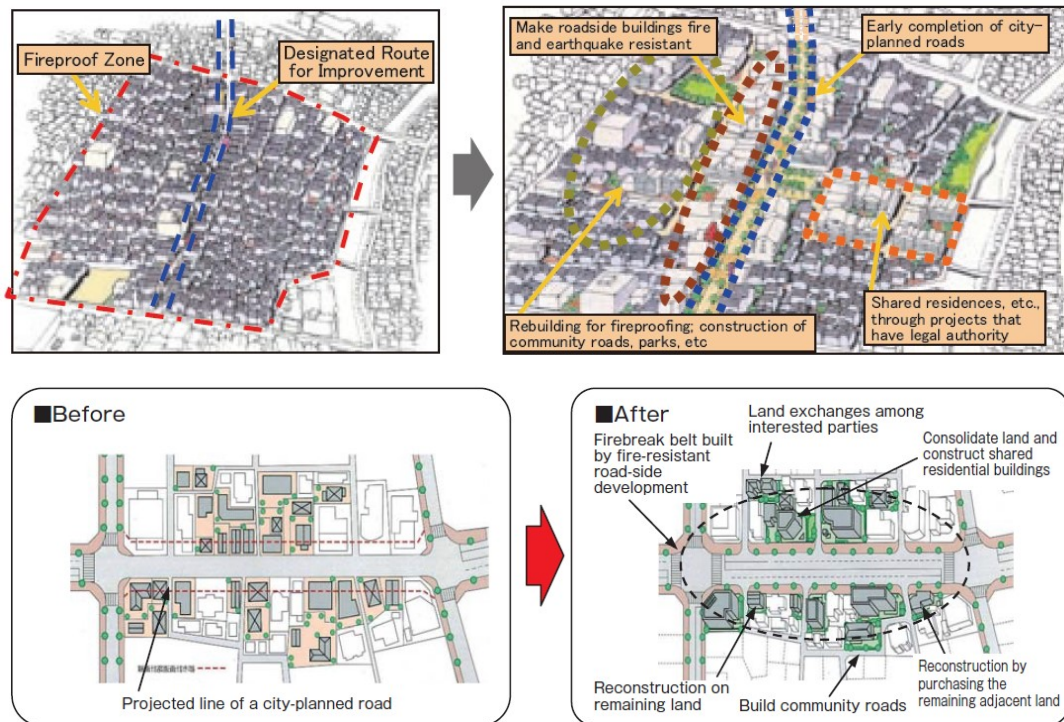 Fireproof Zone
Designated Route
for Improvement
Make roadside buildings fire
and earthquake resistant
Early completion of city-
planned roads
Rebuilding for fireproofing; construction of
community roads, parks, etc
Shared residences, etc.,
through projects that
have legal authority
■Before
Projected line of a city-planned road
■After
Land exchanges among
interested parties
Firebreak belt built
by fire-resistant
road-side
development
Consolidate land and
construct shared
residential buildings
Reconstruction on
remaining land
Build community roads
Reconstruction by
purchasing the
remaining adjacent land